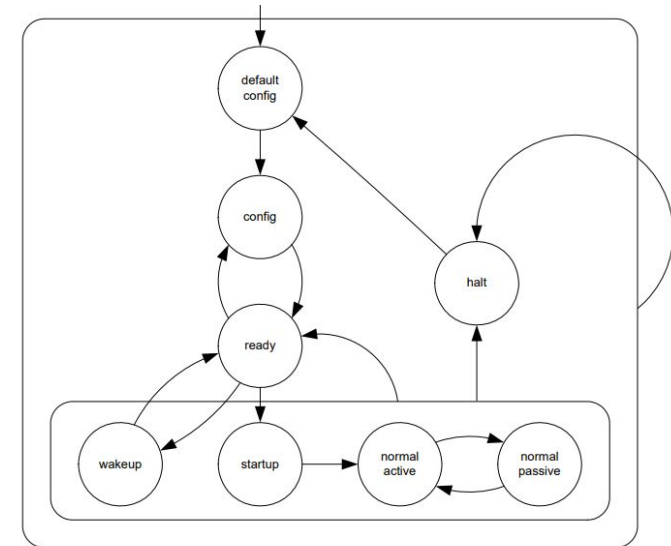 default
config
config
halt
ready
wakeup
startup
normal
active
normal
passive